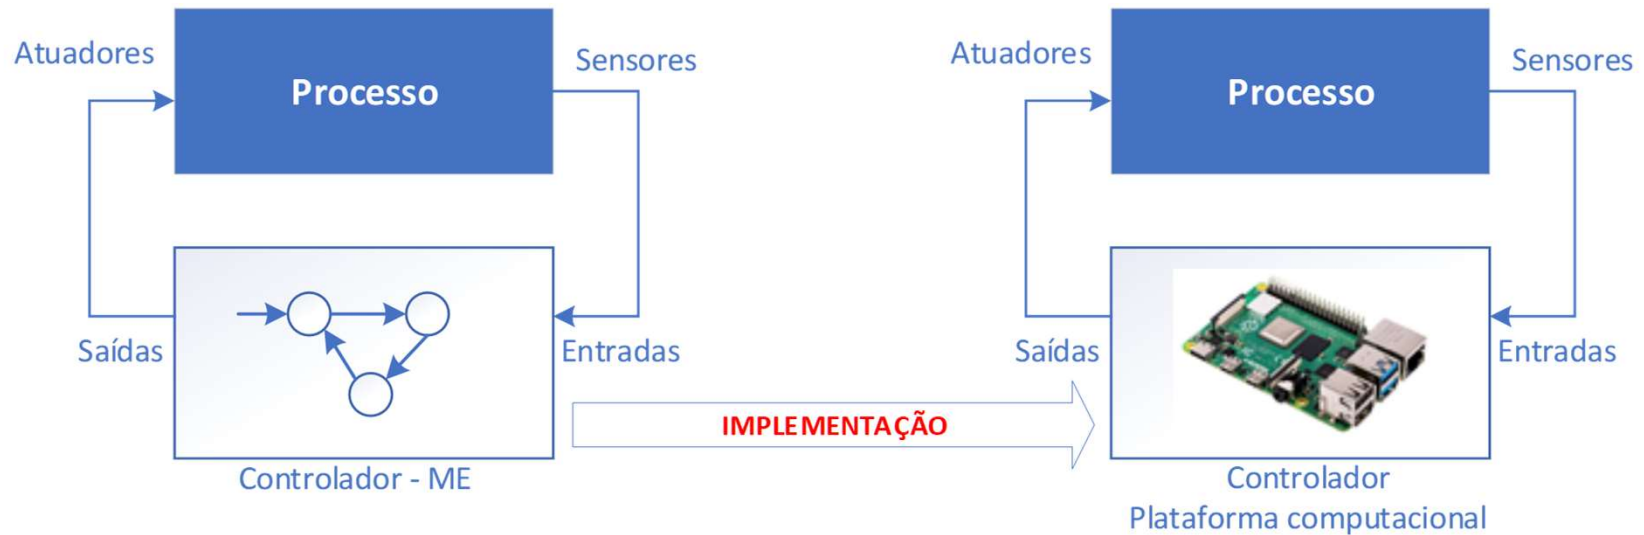 Atuadores
Processo
Sensores
Saídas
Entradas
Controlador - ME
IMPLEMENTAÇÃO
Atuadores
Processo
Sensores
Saídas
Entradas
Controlador
Plataforma computacional